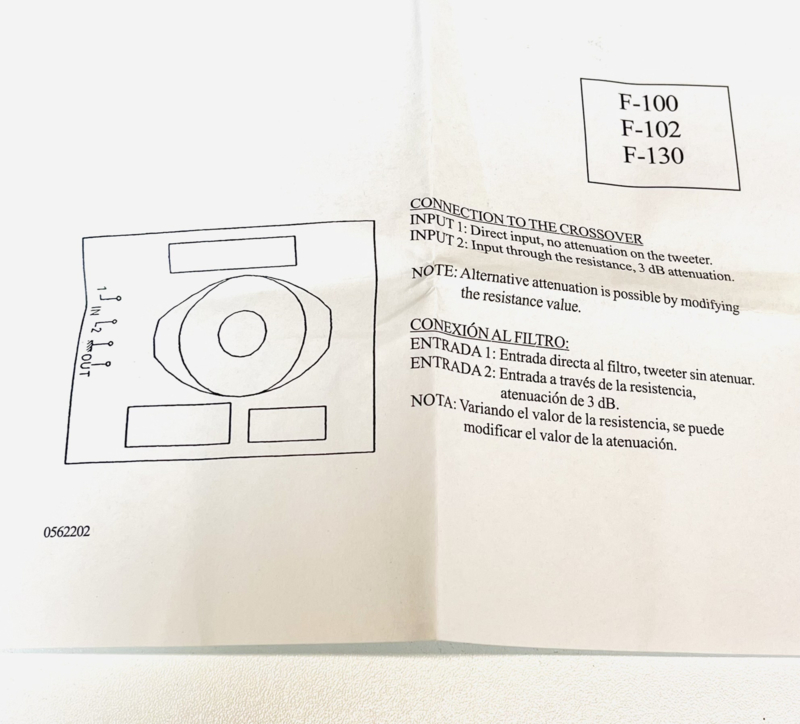 F-100
F-102
F-130
CONNECTION TO THE CROSSOVER
INPUT 1: Direct input, no attenuation on the tweeter.
INPUT 2: Input through the resistance, 3 dB attenuation.
NOTE: Alternative attenuation is possible by modifying
the resistance value.
CONEXIÓN AL FILTRO:
ENTRADA 1: Entrada directa al filtro, tweeter sin atenuar.
ENTRADA 2: Entrada a través de la resistencia,
atenuación de 3 dB.
NOTA: Variando el valor de la resistencia, se puede
modificar el valor de la atenuación.
1
IN
2
OUT
0562202